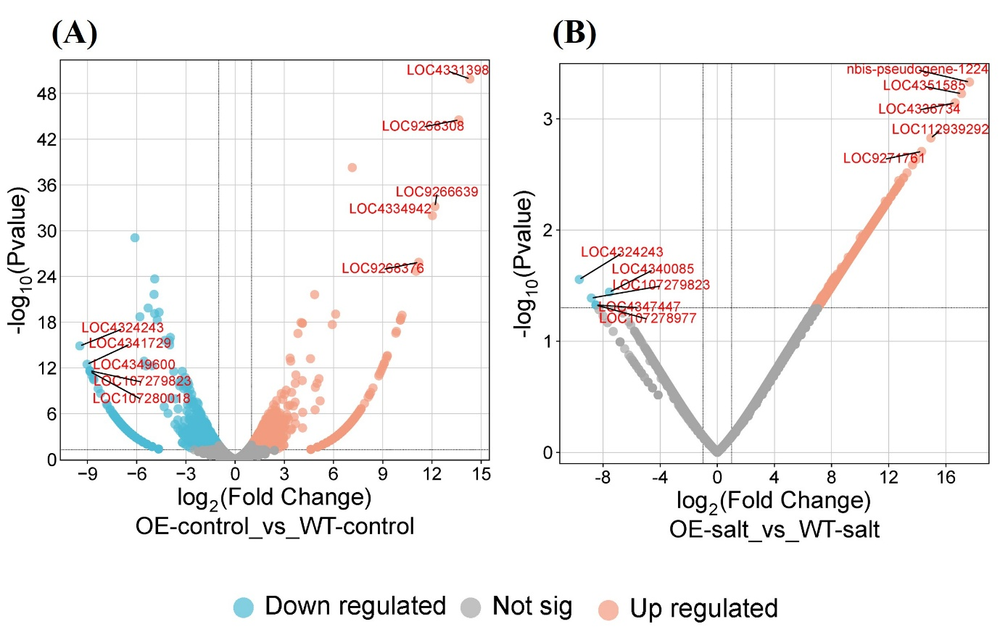 (A)
(B)
LOC4331398
LOC9268308
LOC9266639
LOC4334942
LOC9268376
LOC4324243
LOC4341729
LOC4349600
LOC107279823
LOC107280018
48
42
36
30
24
18
12
6
0
-log10(Pvalue)
−9 −6 −3 0 3 6 9 12 15
log2(Fold Change)
OE-control_vs_WT-control
nbis-pseudogene-1224
LOC4351585
LOC4336734
LOC112939292
LOC9271761
LOC4324243
LOC4340085
LOC107279823
LOC4347447
LOC107278977
3
2
1
0
-log10(Pvalue)
-8 -4 0 4 8 12 16
log2(Fold Change)
OE-salt_vs_WT-salt
Down regulated Not sig Up regulated